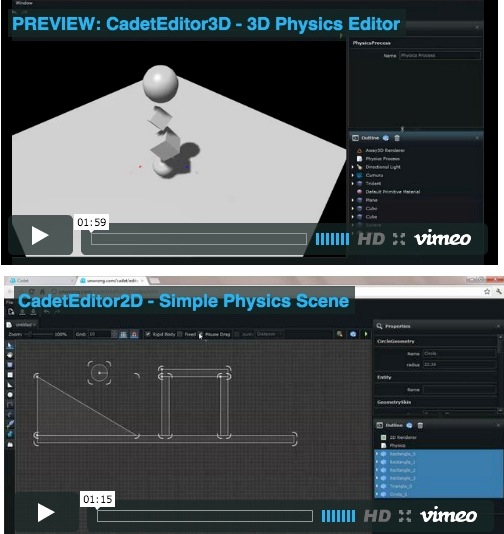 Window
PREVIEW: CadetEditor3D - 3D Physics Editor
PhysicsProcess
Name
Physics Process
Outline
Away3D Renderer
Physics Process
Directional Light
Camera
Trident
Default Primitive Material
Plane
Cube
Cube
01:59
HD vimeo
Cadet
CadetEditor2D - Simple Physics Scene
untitled
Zoom:
100%
Grid: 10
Rigid Body
Fixed
Mouse Drag
Distance
Properties
CircleGeometry
Name
Circle
radius
Entity
Name
GeometrySkin
Outline
2D Renderer
Physics
Rectangle_0
Rectangle_1
Rectangle_2
Rectangle_3
Triangle_0
Circle_0
01:15
HD vimeo